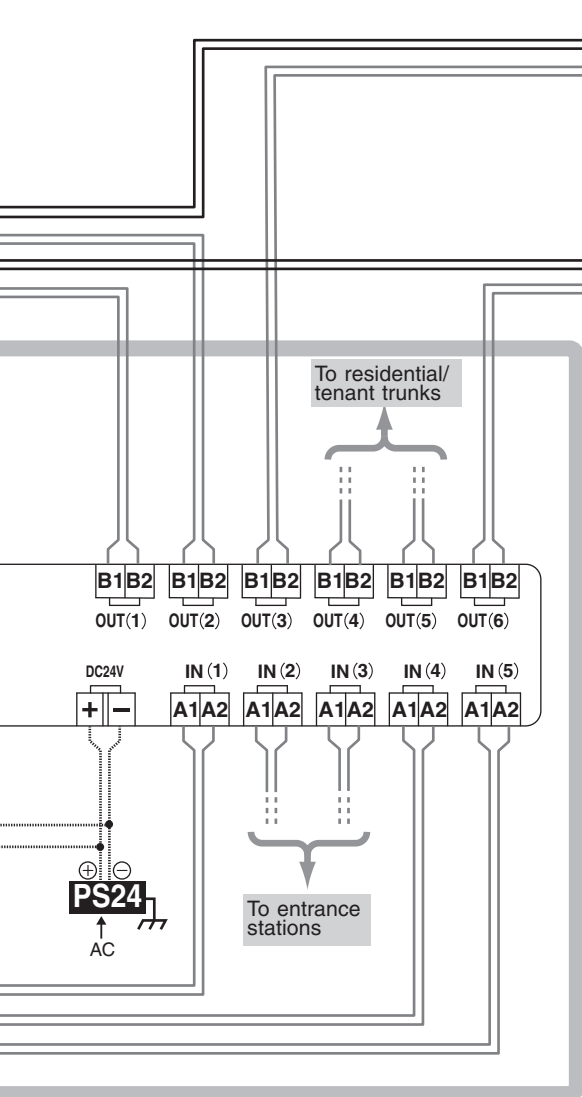 To residential/
tenant trunks
B1 B2 B1 B2 B1 B2 B1 B2 B1 B2 B1 B2
OUT(1) OUT(2) OUT(3) OUT(4) OUT(5) OUT(6)
DC24V IN(1) IN(2) IN(3) IN(4) IN(5)
+ − A1 A2 A1 A2 A1 A2 A1 A2 A1 A2
+ −
PS24
AC
To entrance
stations